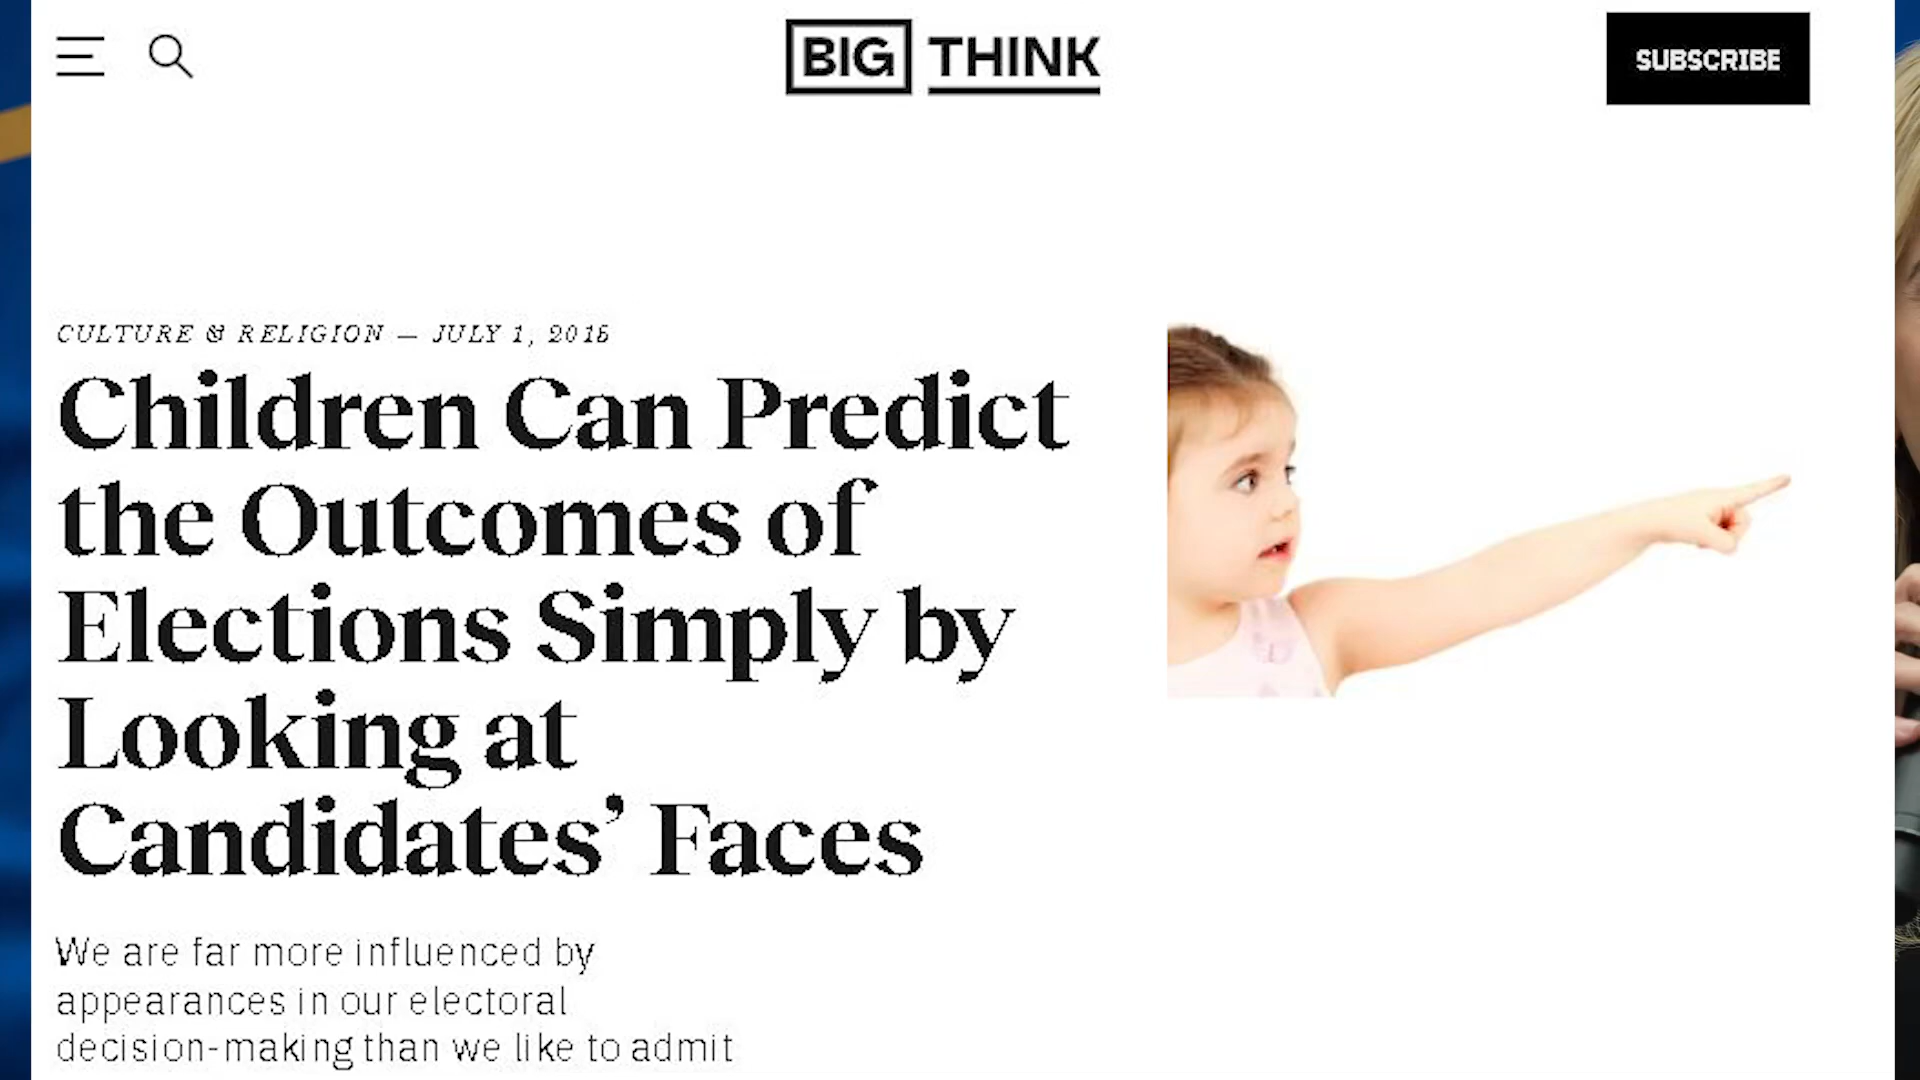 BIG THINK
SUBSCRIBE
CULTURE & RELIGION — JULY 1, 2015
Children Can Predict
the Outcomes of
Elections Simply by
Looking at
Candidates’ Faces
We are far more influenced by
appearances in our electoral
decision-making than we like to admit